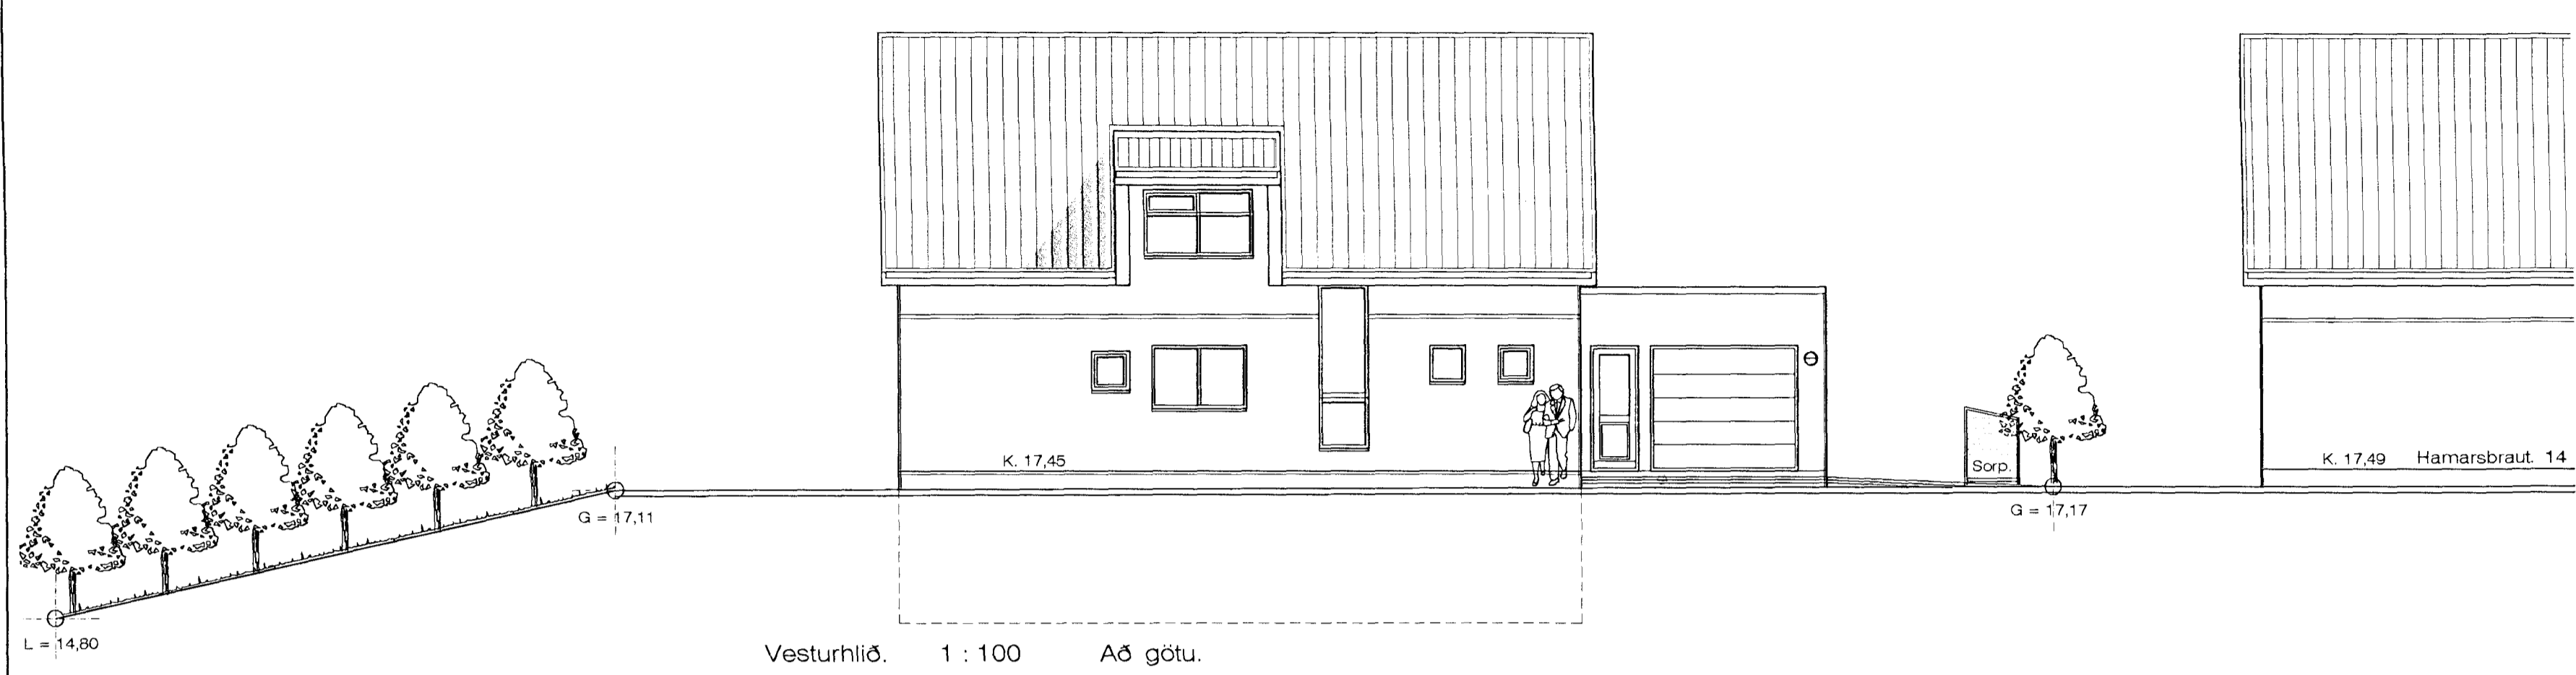 K. 17,45
Sorp.
K. 17,49 Hamarsbraut 14
G = 17,11
G = 17,17
L = 14,80
Vesturhlið. 1 : 100 Að götu.